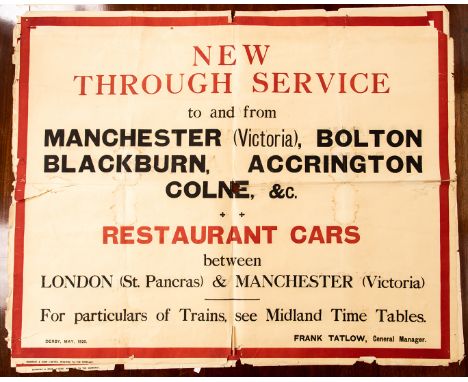 NEW
THROUGH SERVICE
to and from
MANCHESTER (Victoria), BOLTON
BLACKBURN, ACCRINGTON
COLNE, &c.
RESTAURANT CARS
between
LONDON (St. Pancras) & MANCHESTER (Victoria)
For particulars of Trains, see Midland Time Tables.
DERBY, MAY, 1920. FRANK TATLOW, General Manager.